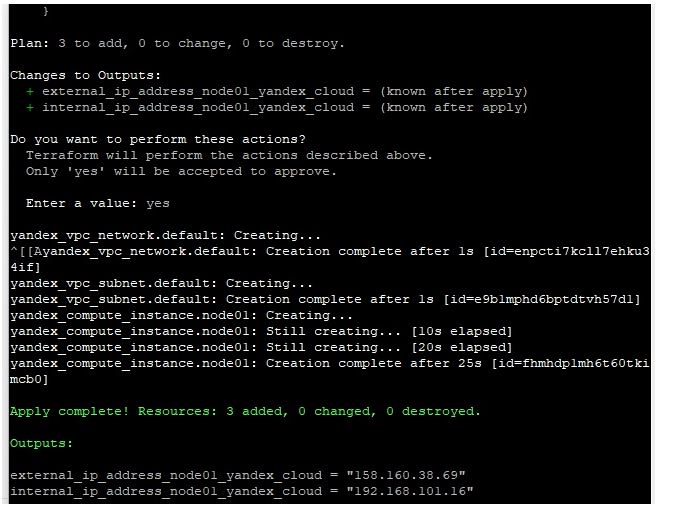 }
Plan: 3 to add, 0 to change, 0 to destroy.
Changes to Outputs:
+ external_ip_address_node01_yandex_cloud = (known after apply)
+ internal_ip_address_node01_yandex_cloud = (known after apply)
Do you want to perform these actions?
Terraform will perform the actions described above.
Only 'yes' will be accepted to approve.
Enter a value: yes
yandex_vpc_network.default: Creating...
^[[Ayandex_vpc_network.default: Creation complete after 1s [id=enpcti7kcll7ehku3
4if]
yandex_vpc_subnet.default: Creating...
yandex_vpc_subnet.default: Creation complete after 1s [id=e9blmphd6bptdtvh57d1]
yandex_compute_instance.node01: Creating...
yandex_compute_instance.node01: Still creating... [10s elapsed]
yandex_compute_instance.node01: Still creating... [20s elapsed]
yandex_compute_instance.node01: Creation complete after 25s [id=fhmhdplmh6t60tki
mcb0]
Apply complete! Resources: 3 added, 0 changed, 0 destroyed.
Outputs:
external_ip_address_node01_yandex_cloud = "158.160.38.69"
internal_ip_address_node01_yandex_cloud = "192.168.101.16"